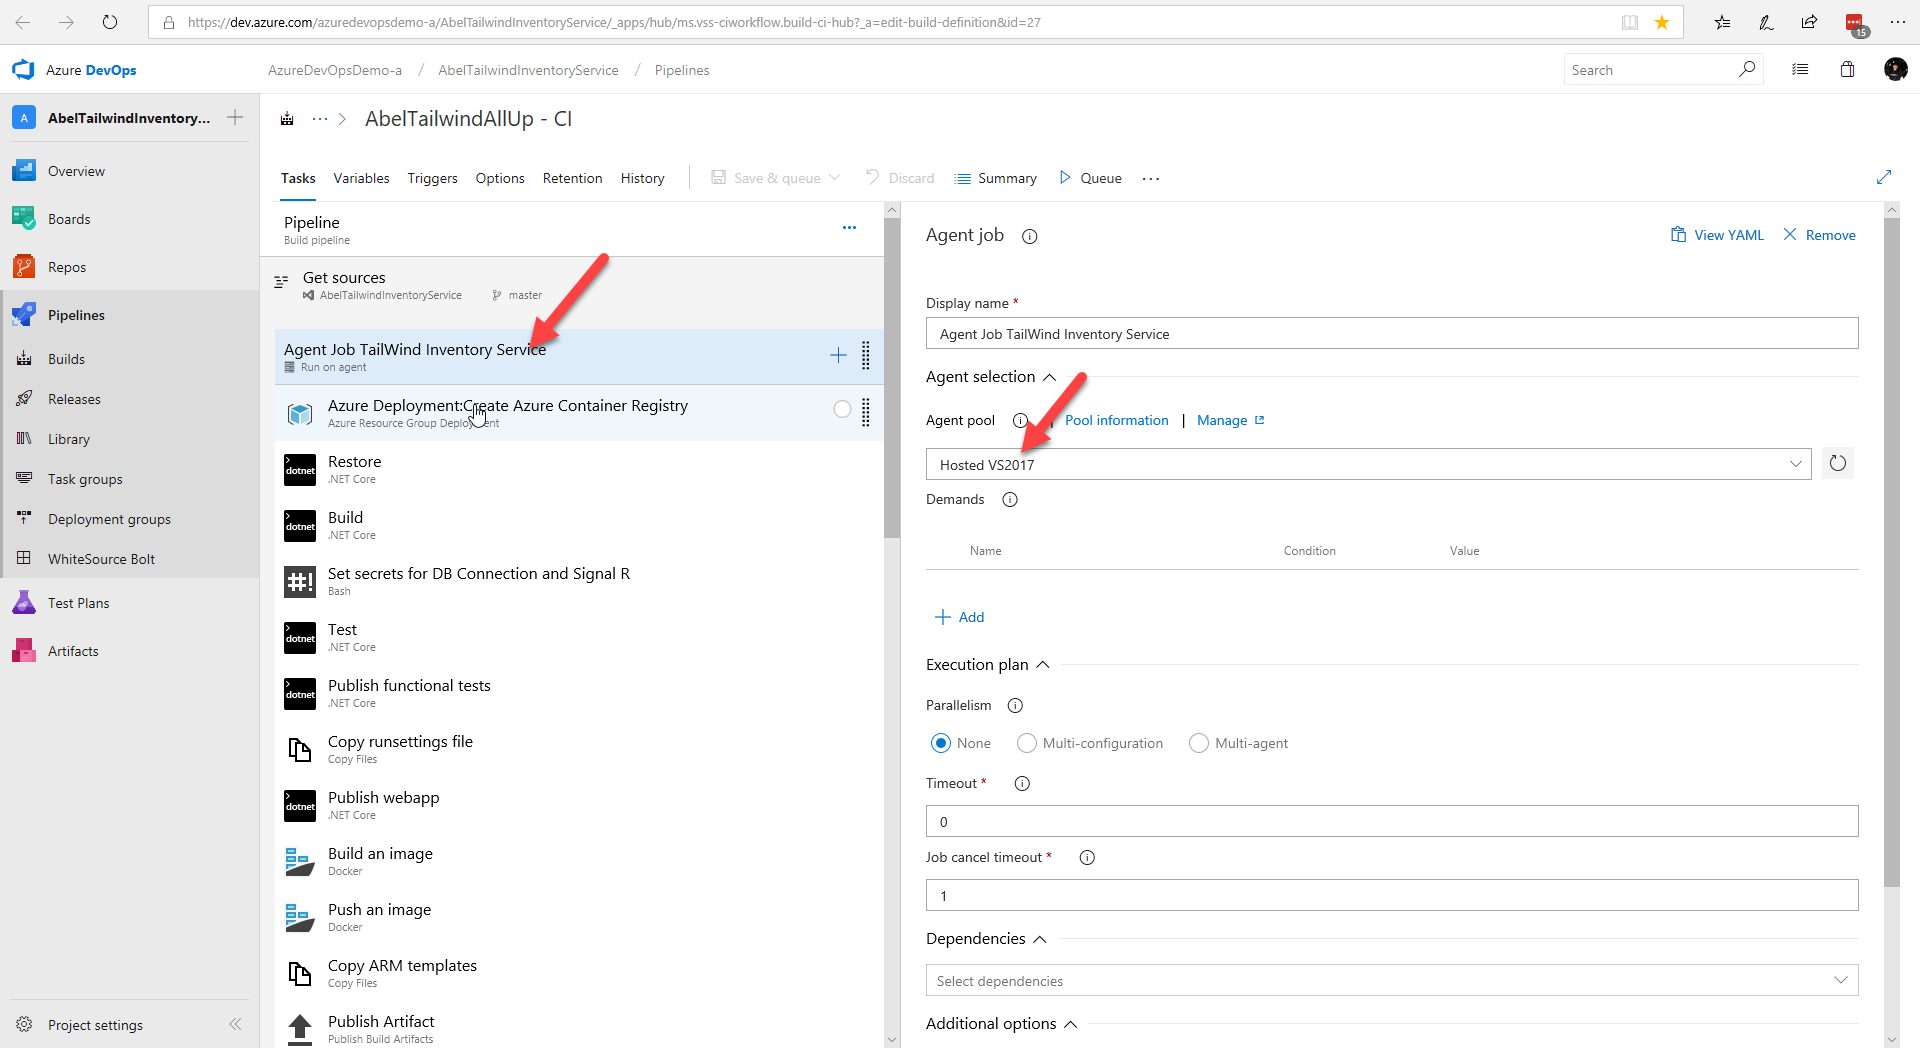 https://dev.azure.com/azuredevopsdemo-a/AbelTailwindInventoryService/_apps/hub/ms.vss-ciworkflow.build-ci-hub?_a=edit-build-definition&id=27
15
Azure DevOps
AzureDevOpsDemo-a / AbelTailwindInventoryService / Pipelines
Search
A
AbelTailwindInventory...
Overview
Boards
Repos
Pipelines
Builds
Releases
Library
Task groups
Deployment groups
WhiteSource Bolt
Test Plans
Artifacts
Project settings
... > AbelTailwindAllUp - CI
Tasks Variables Triggers Options Retention History Save & queue Discard Summary Queue ...
Pipeline
Build pipeline
Get sources
AbelTailwindInventoryService master
Agent Job TailWind Inventory Service
Run on agent
Azure Deployment:Create Azure Container Registry
Azure Resource Group Deployment
dotnet
Restore
.NET Core
dotnet
Build
.NET Core
#!
Set secrets for DB Connection and Signal R
Bash
dotnet
Test
.NET Core
dotnet
Publish functional tests
.NET Core
Copy runsettings file
Copy Files
dotnet
Publish webapp
.NET Core
Build an image
Docker
Push an image
Docker
Copy ARM templates
Copy Files
Publish Artifact
Publish Build Artifacts
Agent job
View YAML Remove
Display name *
Agent Job TailWind Inventory Service
Agent selection
Agent pool | Pool information | Manage
Hosted VS2017
Demands
Name Condition Value
+ Add
Execution plan
Parallelism
None Multi-configuration Multi-agent
Timeout *
0
Job cancel timeout *
1
Dependencies
Select dependencies
Additional options